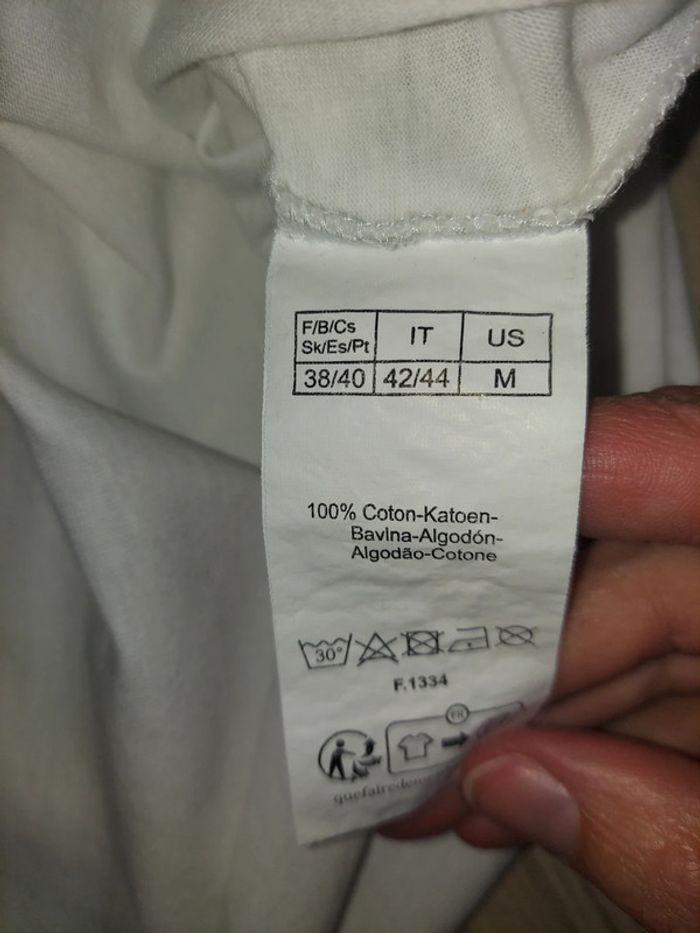 F/B/Cs IT US
Sk/Es/Pt
38/40 42/44 M
100% Coton-Katoen-
Bavlna-Algodón-
Algodão-Cotone
30°
F.1334
FR